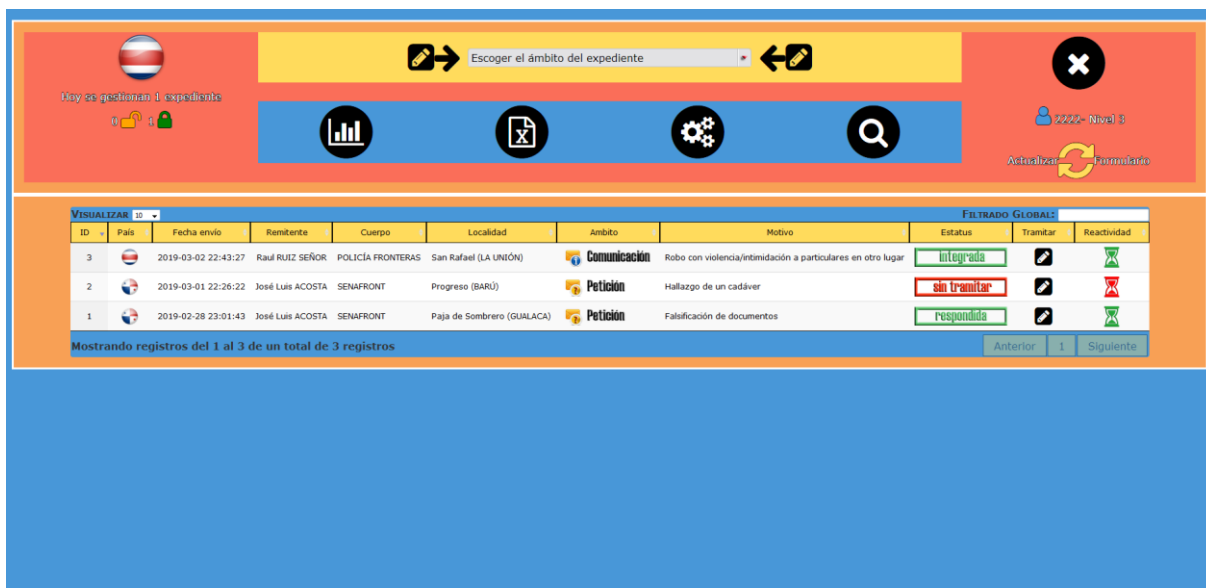 Escoger el ámbito del expediente
Hoy se gestionan 1 expediente
0 1
2222- Nivel 3
Actualizar Formulario
VISUALIZAR 10 FILTRADO GLOBAL:
ID País Fecha envío Remitente Cuerpo Localidad Ambito Motivo Estatus Tramitar Reactividad
3 2019-03-02 22:43:27 Raul RUIZ SEÑOR POLICÍA FRONTERAS San Rafael (LA UNIÓN) Comunicación Robo con violencia/intimidación a particulares en otro lugar integrada
2 2019-03-01 22:26:22 José Luis ACOSTA SENAFRONT Progreso (BARÚ) Petición Hallazgo de un cadáver sin tramitar
1 2019-02-28 23:01:43 José Luis ACOSTA SENAFRONT Paja de Sombrero (GUALACA) Petición Falsificación de documentos respondida
Mostrando registros del 1 al 3 de un total de 3 registros Anterior 1 Siguiente